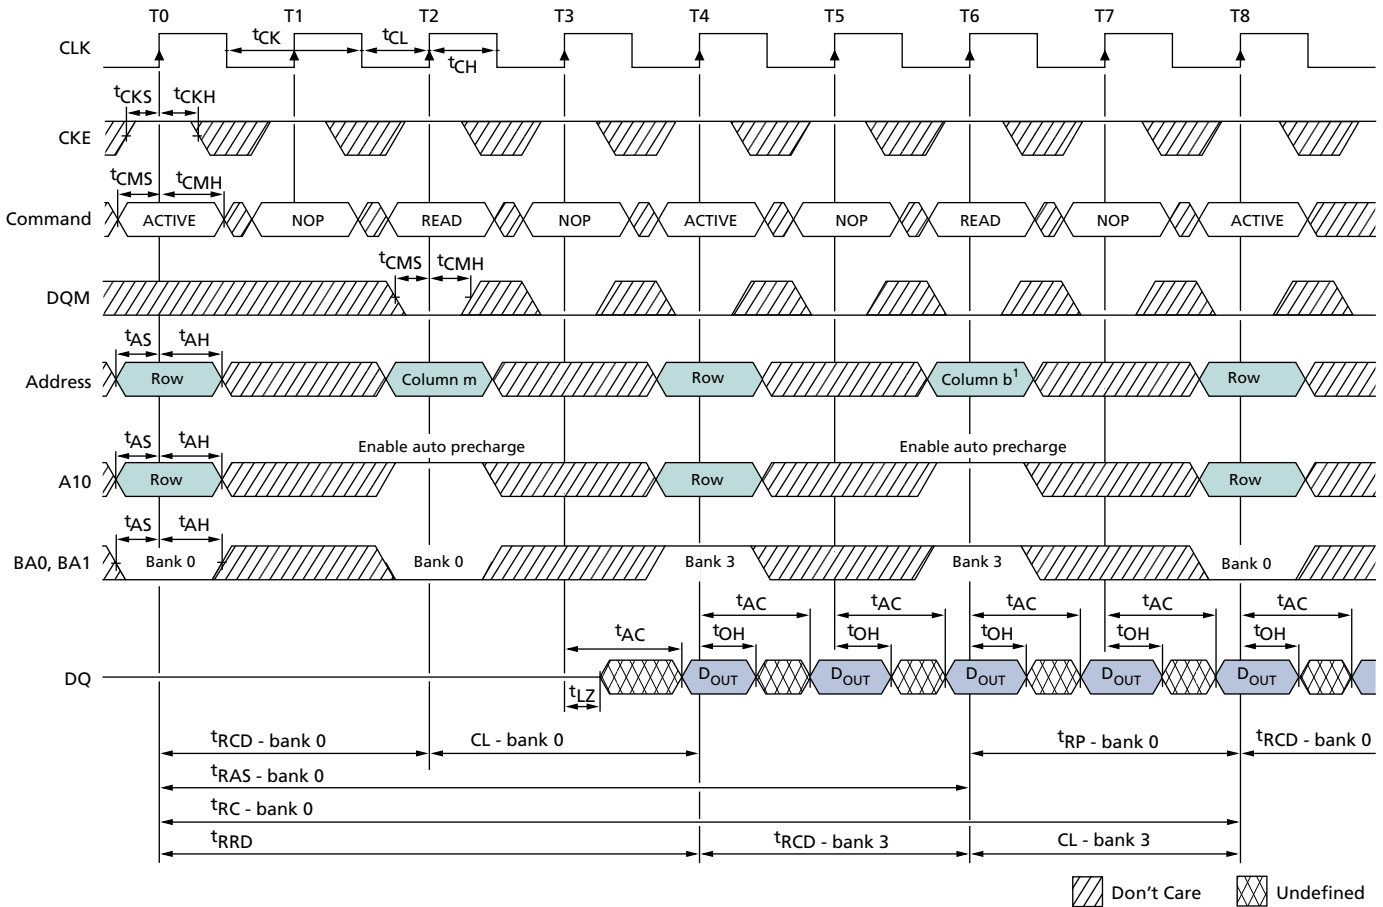 T0 T1 T2 T3 T4 T5 T6 T7 T8
CLK tCK tCL tCH
tCKS tCKH
CKE
tCMS tCMH
Command ACTIVE NOP READ NOP ACTIVE NOP READ NOP ACTIVE
tCMS tCMH
DQM
tAS tAH
Address Row Column m Row Column b1 Row
tAS tAH Enable auto precharge Enable auto precharge
A10 Row Row Row
tAS tAH
BA0, BA1 Bank 0 Bank 0 Bank 3 Bank 3 Bank 0
tAC tAC tAC tAC tAC
tAC tOH tOH tOH tOH tOH
DQ DOUT DOUT DOUT DOUT DOUT
tLZ
tRCD - bank 0 CL - bank 0 tRP - bank 0 tRCD - bank 0
tRAS - bank 0
tRC - bank 0
tRRD tRCD - bank 3 CL - bank 3
Don't Care Undefined